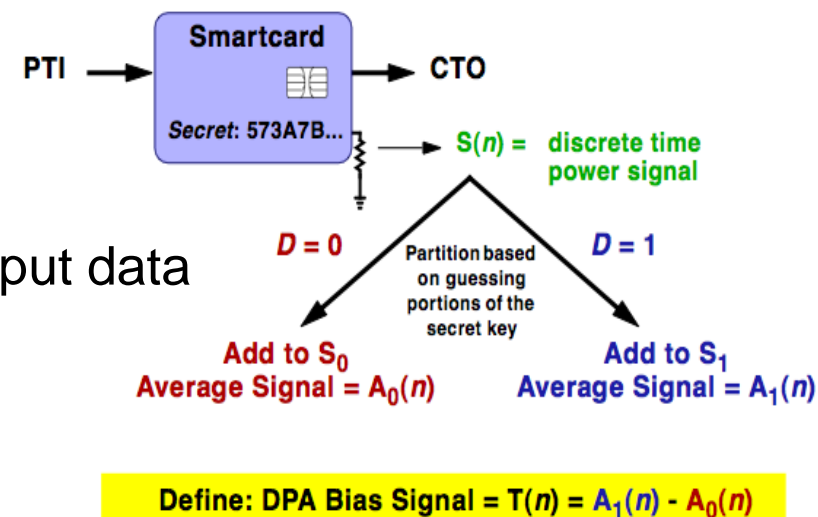 Smartcard
PTI
CTO
Secret: 573A7B...
S(n) = discrete time
power signal
D = 0
Partition based
on guessing
portions of the
secret key
D = 1
put data
Add to S0
Average Signal = A0(n)
Add to S1
Average Signal = A1(n)
Define: DPA Bias Signal = T(n) = A1(n) - A0(n)